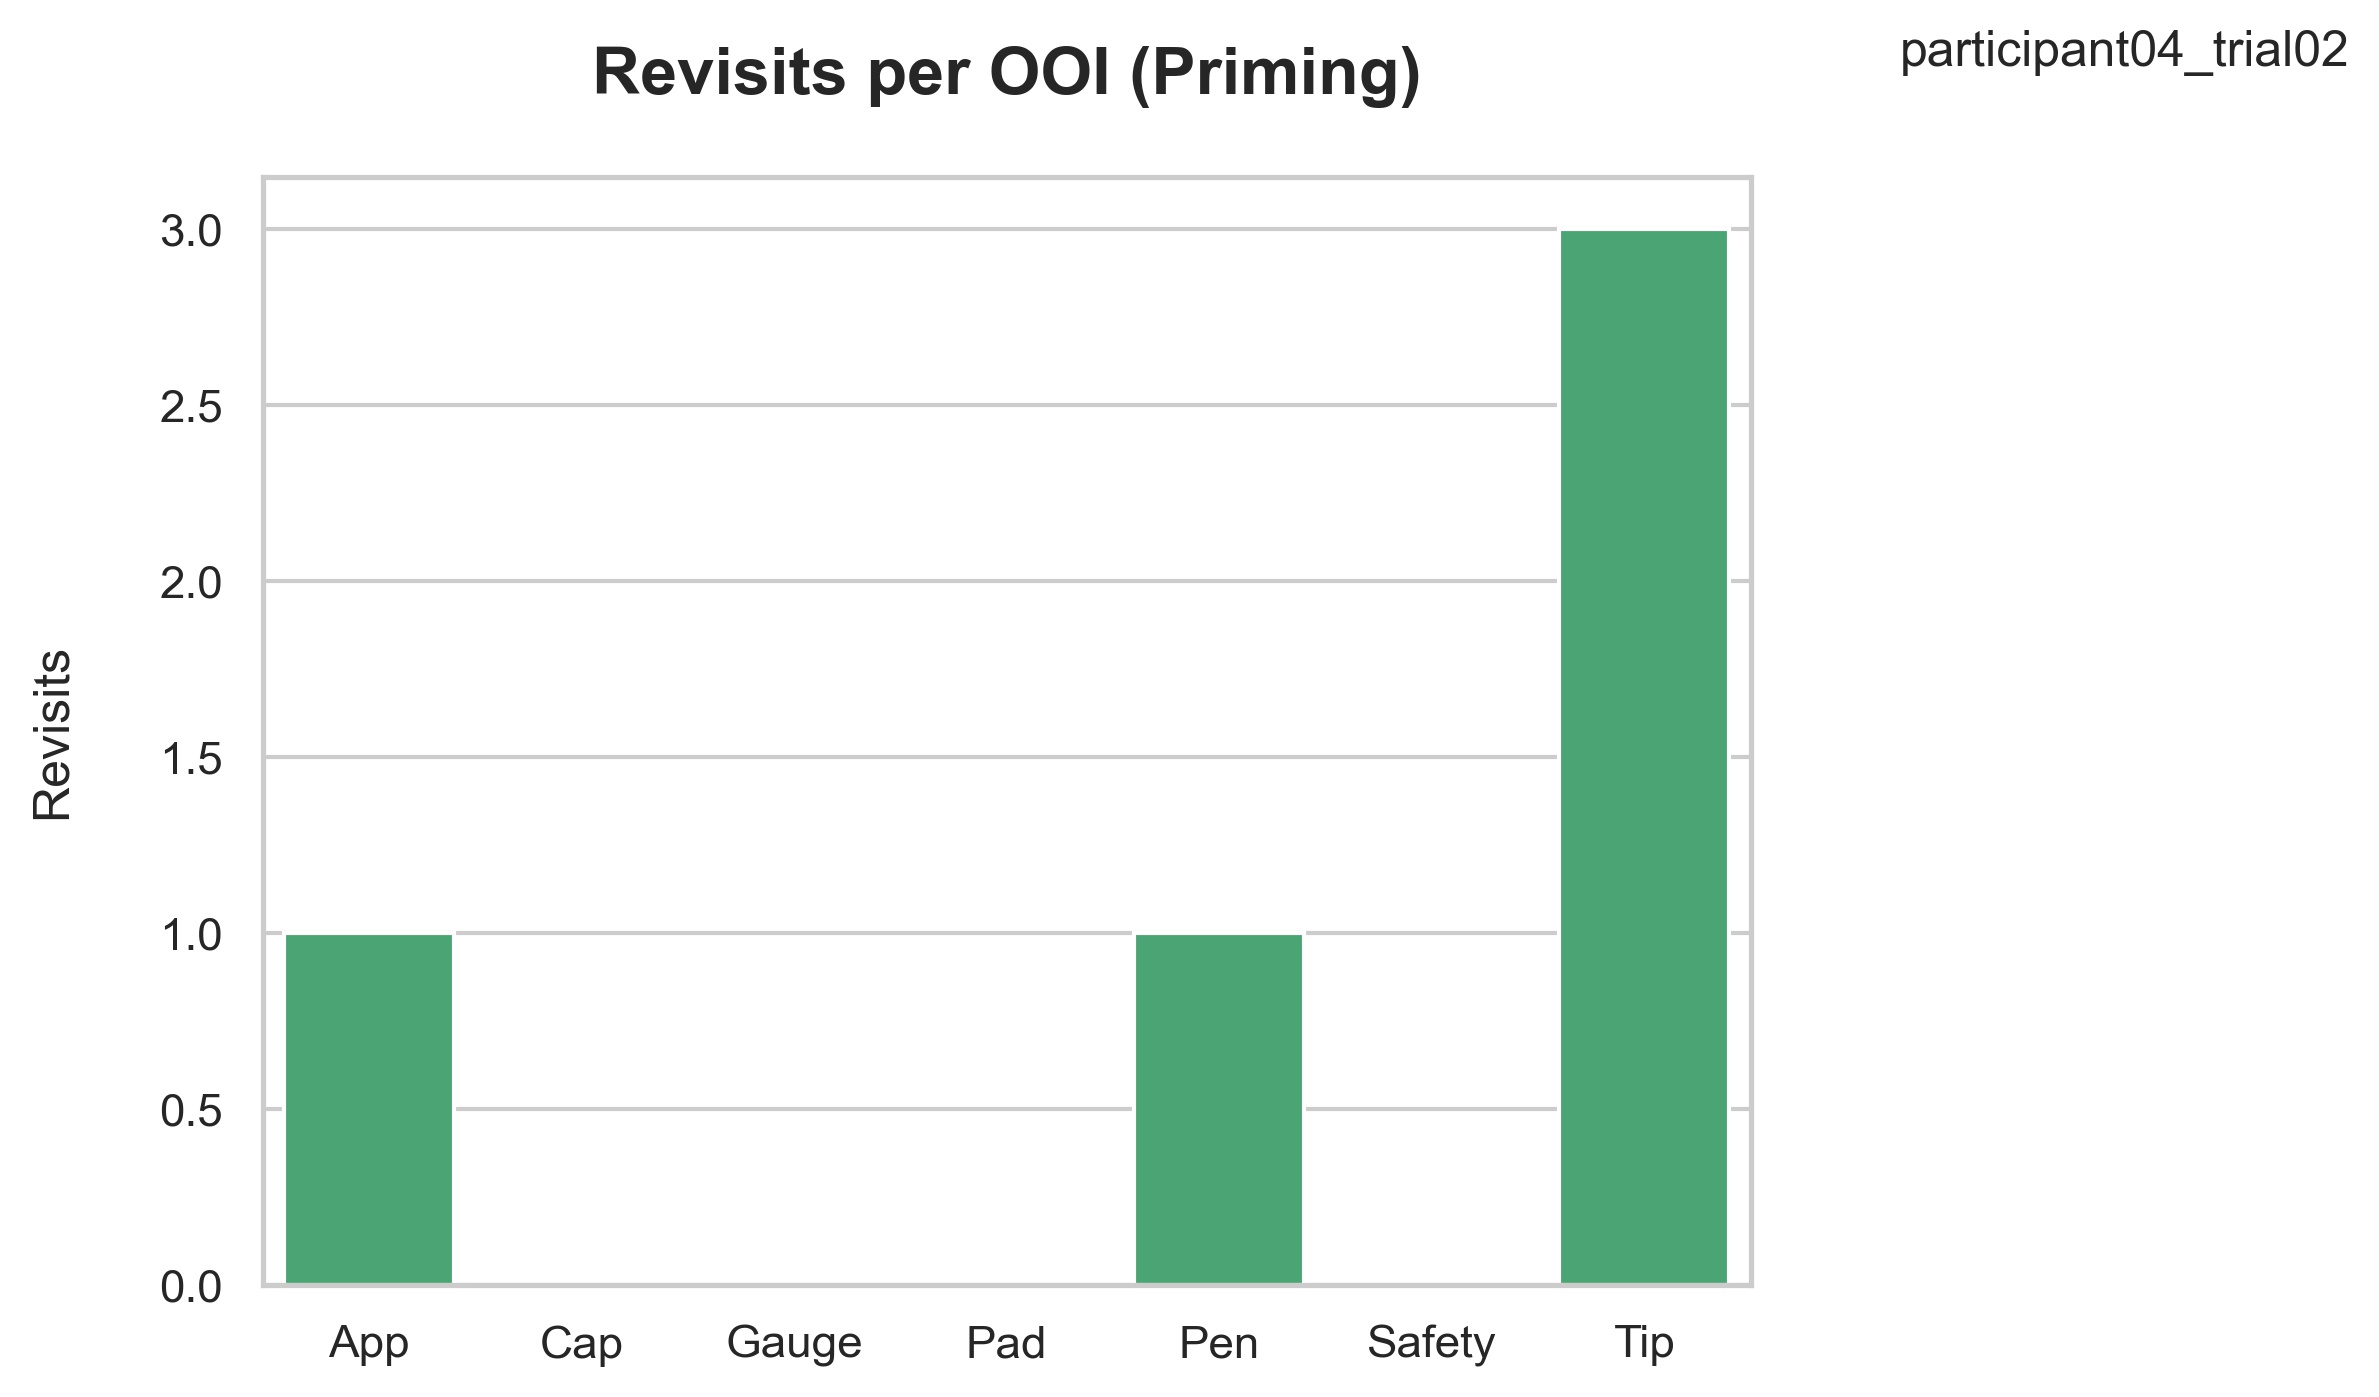 Revisits per OOI (Priming)
participant04_trial02
Revisits
3.0
2.5
2.0
1.5
1.0
0.5
0.0
App Cap Gauge Pad Pen Safety Tip